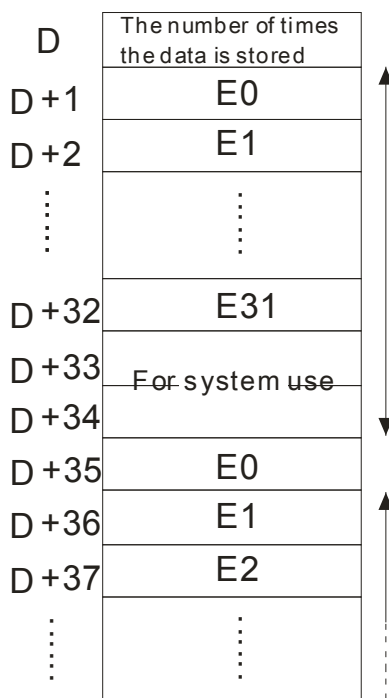 D The number of times
the data is stored
D+1 E0
D+2 E1
D+32 E31
D+33 For system use
D+34
D+35 E0
D+36 E1
D+37 E2